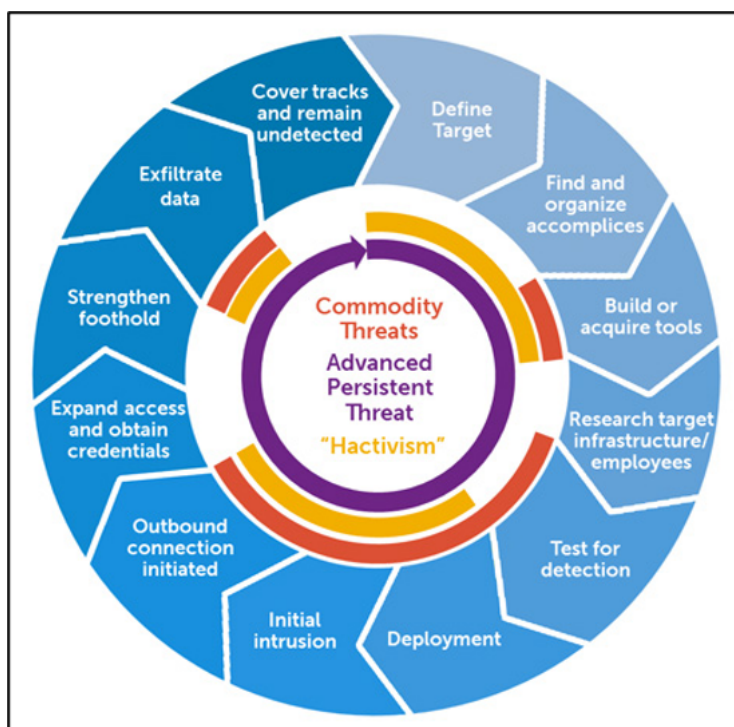 Define
Target
Find and
organize
accomplices
Build or
acquire tools
Research target
infrastructure/
employees
Test for
detection
Deployment
Initial
intrusion
Outbound
connection
initiated
Expand access
and obtain
credentials
Strengthen
foothold
Exfiltrate
data
Cover tracks
and remain
undetected
Commodity
Threats
Advanced
Persistent
Threat
“Hactivism”